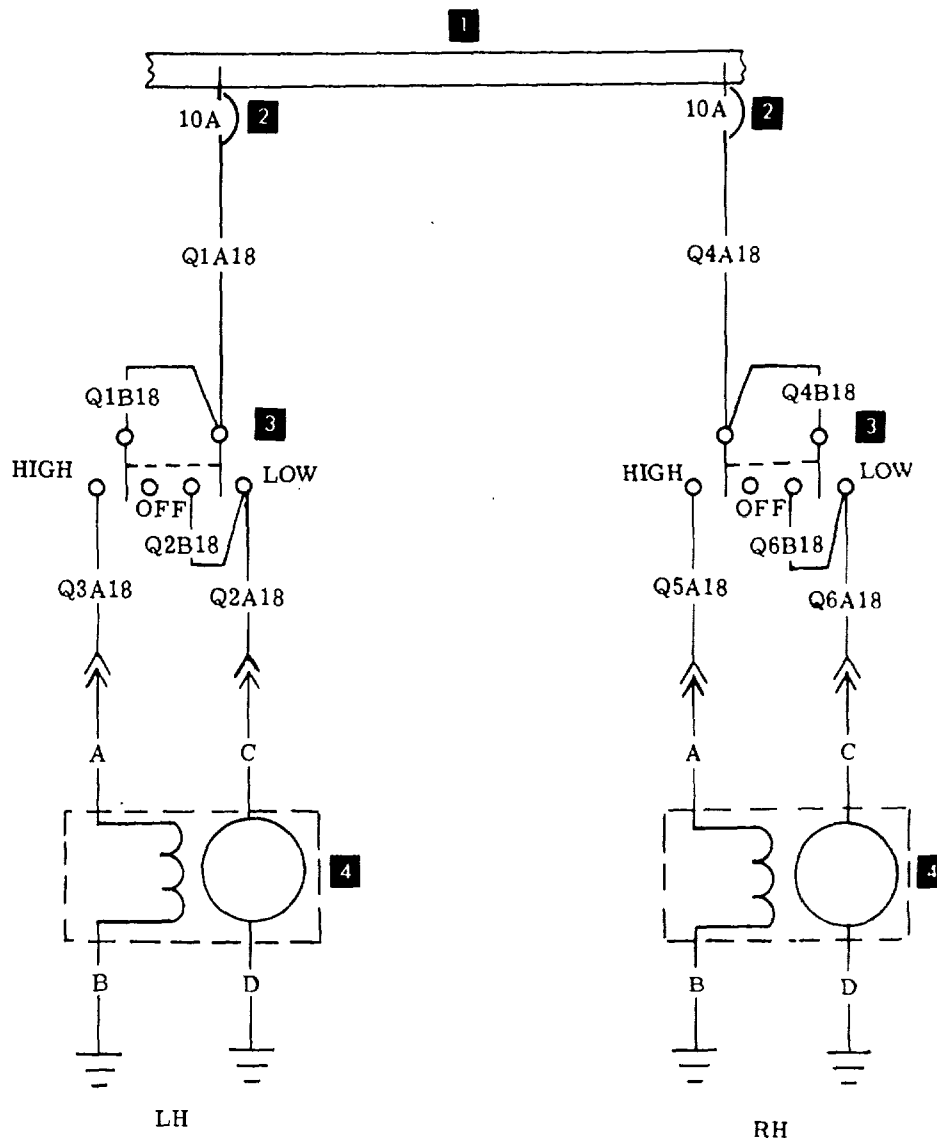 1
10A 2 10A 2
Q1A18 Q4A18
Q1B18 3 Q4B18 3
HIGH LOW HIGH LOW
OFF OFF
Q2B18 Q6B18
Q3A18 Q2A18 Q5A18 Q6A18
A C A C
4 4
B D B D
LH RH